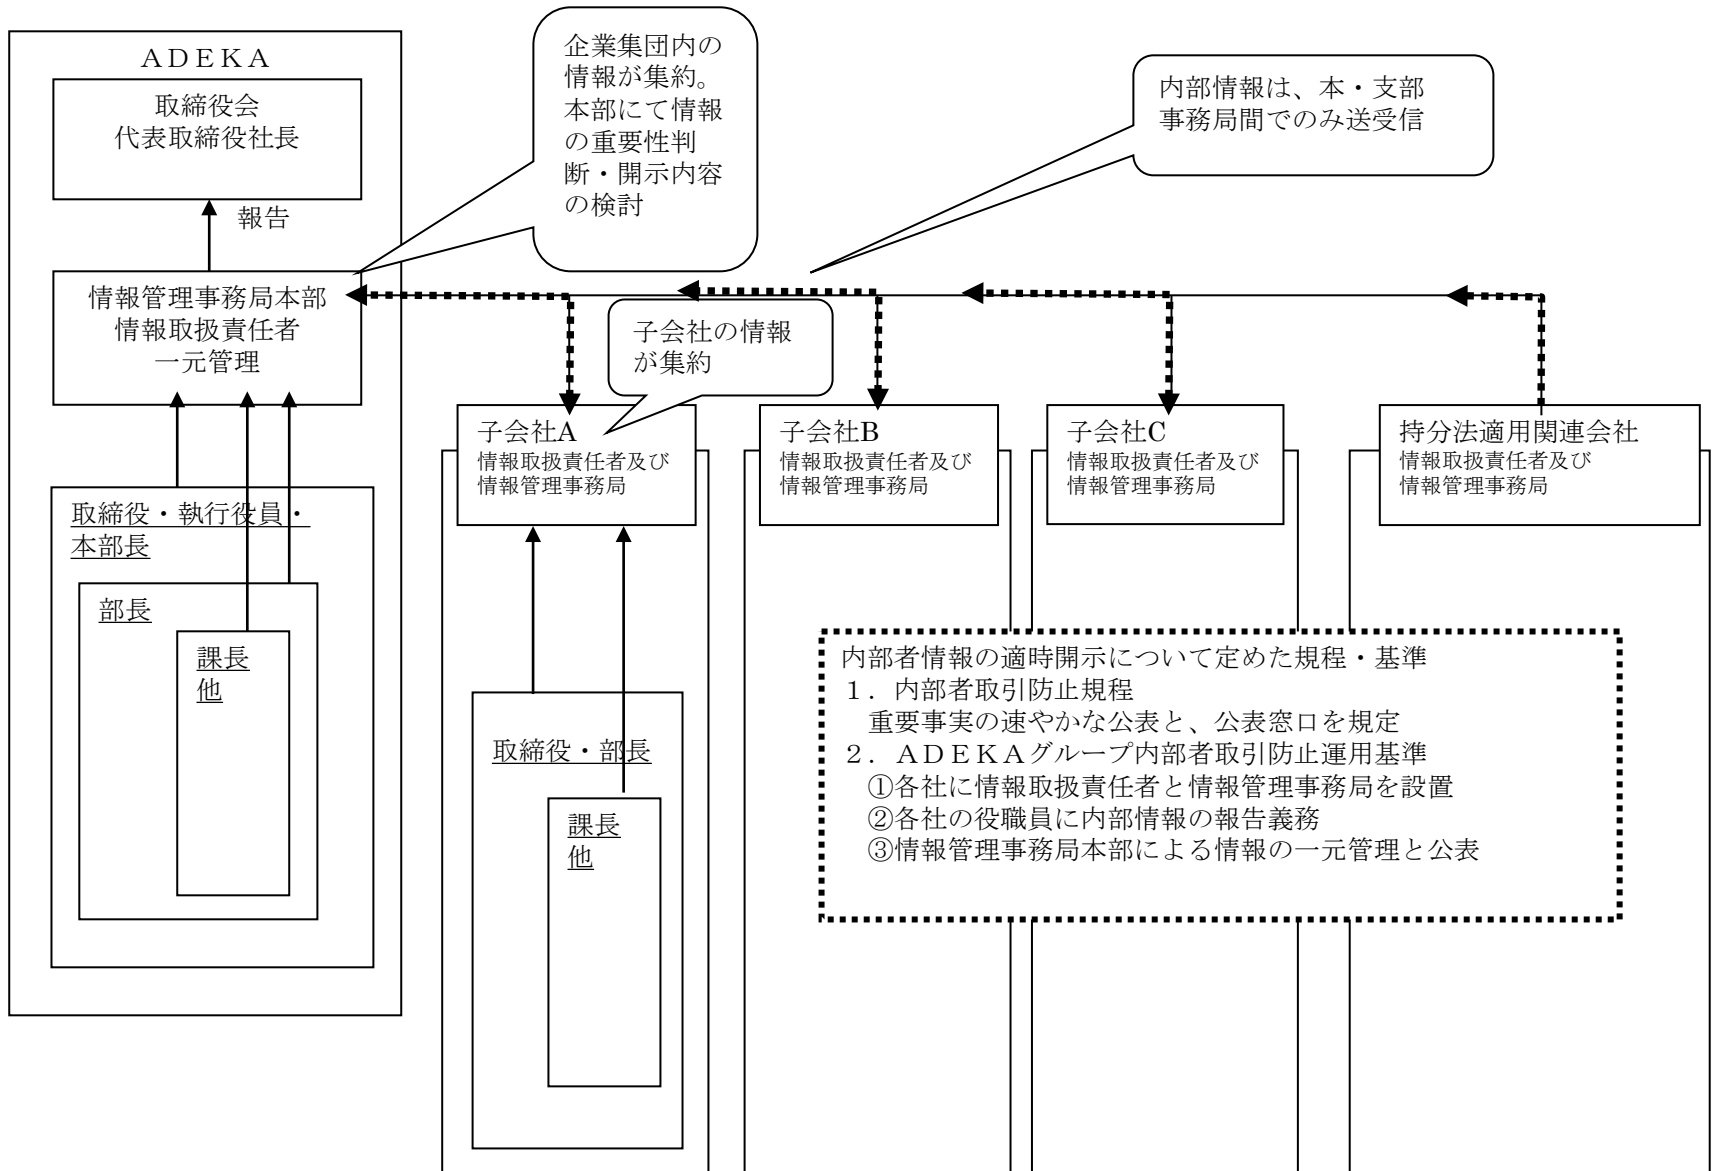 ＡＤＥＫＡ
取締役会
代表取締役社長
報告
情報管理事務局本部
情報取扱責任者
一元管理
取締役・執行役員・
本部長
部長
課長
他
企業集団内の
情報が集約。
本部にて情報
の重要性判
断・開示内容
の検討
内部情報は、本・支部
事務局間でのみ送受信
子会社の情報
が集約
子会社A
情報取扱責任者及び
情報管理事務局
取締役・部長
課長
他
子会社B
情報取扱責任者及び
情報管理事務局
子会社C
情報取扱責任者及び
情報管理事務局
持分法適用関連会社
情報取扱責任者及び
情報管理事務局
内部者情報の適時開示について定めた規程・基準
１．内部者取引防止規程
重要事実の速やかな公表と、公表窓口を規定
２．ＡＤＥＫＡグループ内部者取引防止運用基準
①各社に情報取扱責任者と情報管理事務局を設置
②各社の役職員に内部情報の報告義務
③情報管理事務局本部による情報の一元管理と公表